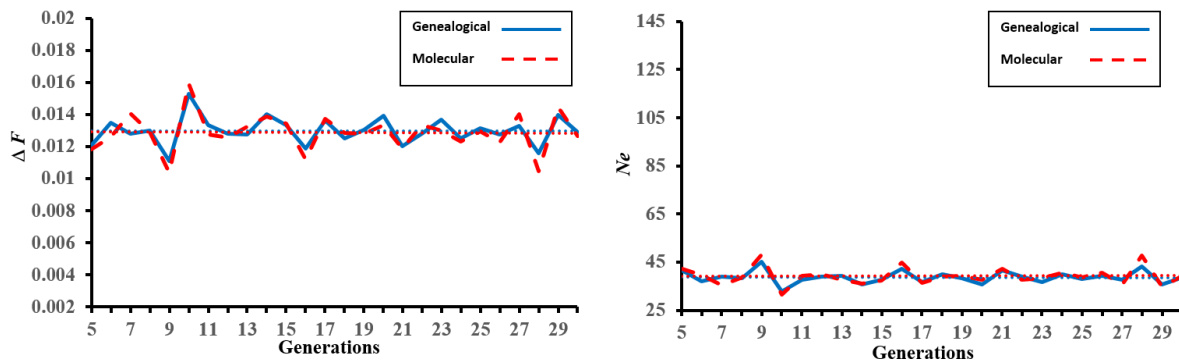 0.02
0.018
0.016
0.014
0.012
0.01
0.008
0.006
0.004
0.002
Δ F
5 7 9 11 13 15 17 19 21 23 25 27 29
Generations
Genealogical
Molecular
145
125
105
85
65
45
25
Ne
5 7 9 11 13 15 17 19 21 23 25 27 29
Generations
Genealogical
Molecular